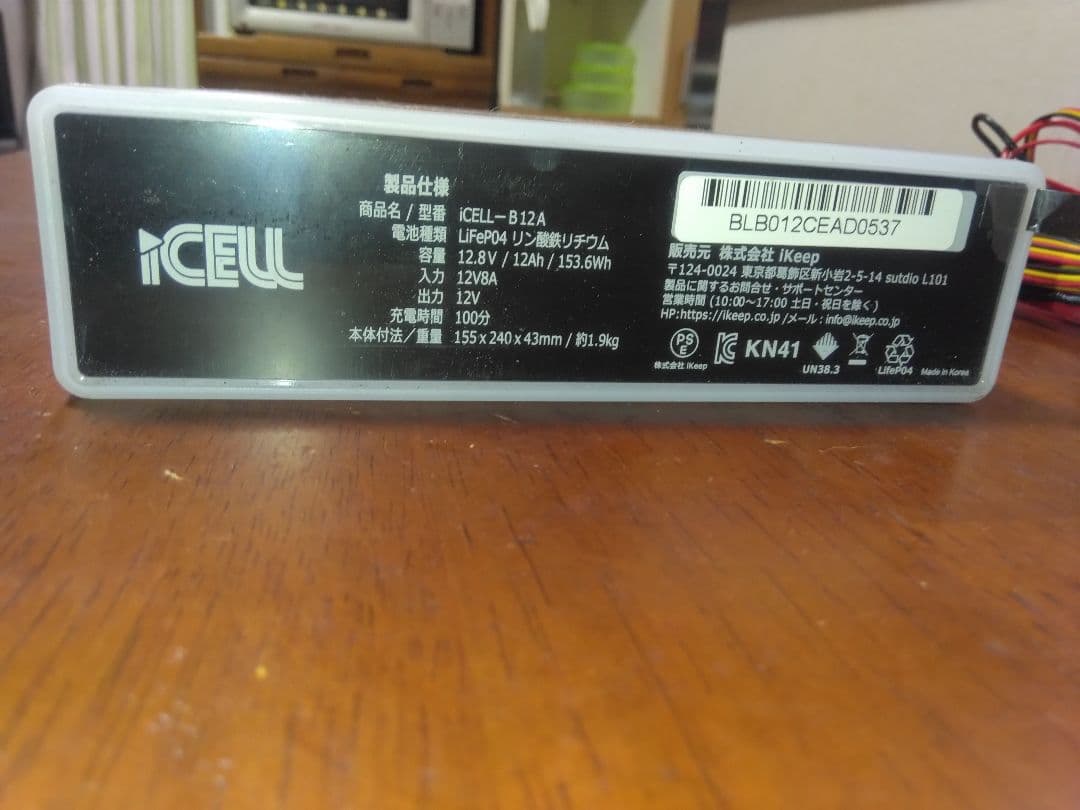 iCELL
製品仕様
商品名 / 型番 iCELL－B12A
電池種類 LiFeP04 リン酸鉄リチウム
容量 12.8V / 12Ah / 153.6Wh
入力 12V8A
出力 12V
充電時間 100分
本体付法／重量 155 x 240 x 43mm / 約1.9kg
BLB012CEAD0537
販売元 株式会社 iKeep
〒124-0024 東京都葛飾区新小岩2-5-14 sutdio L101
製品に関するお問合せ・サポートセンター
営業時間 (10:00～17:00 土日・祝日を除く)
HP:https://ikeep.co.jp /メール : info@ikeep.co.jp
PS E
株式会社 iKeep
KC
KN41
UN38.3
LifeP04
Made in Korea